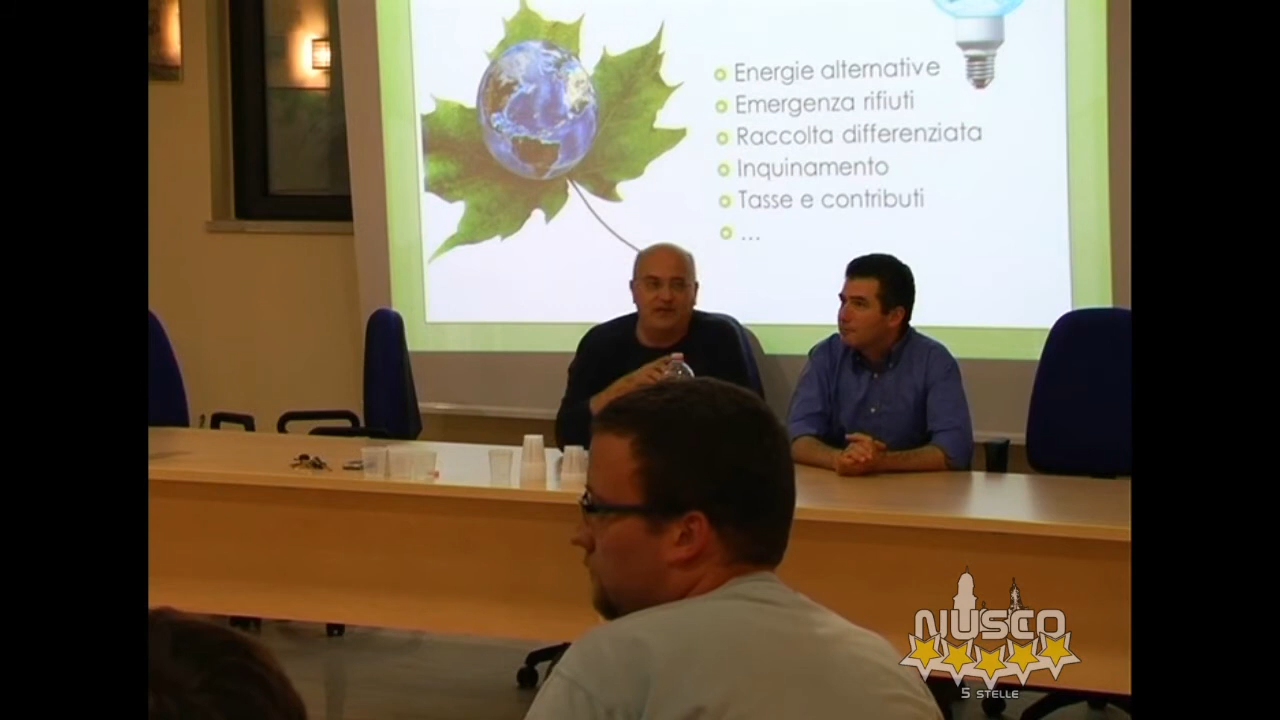 Energie alternative
Emergenza rifiuti
Raccolta differenziata
Inquinamento
Tasse e contributi
...
NUSCO
5 STELLE